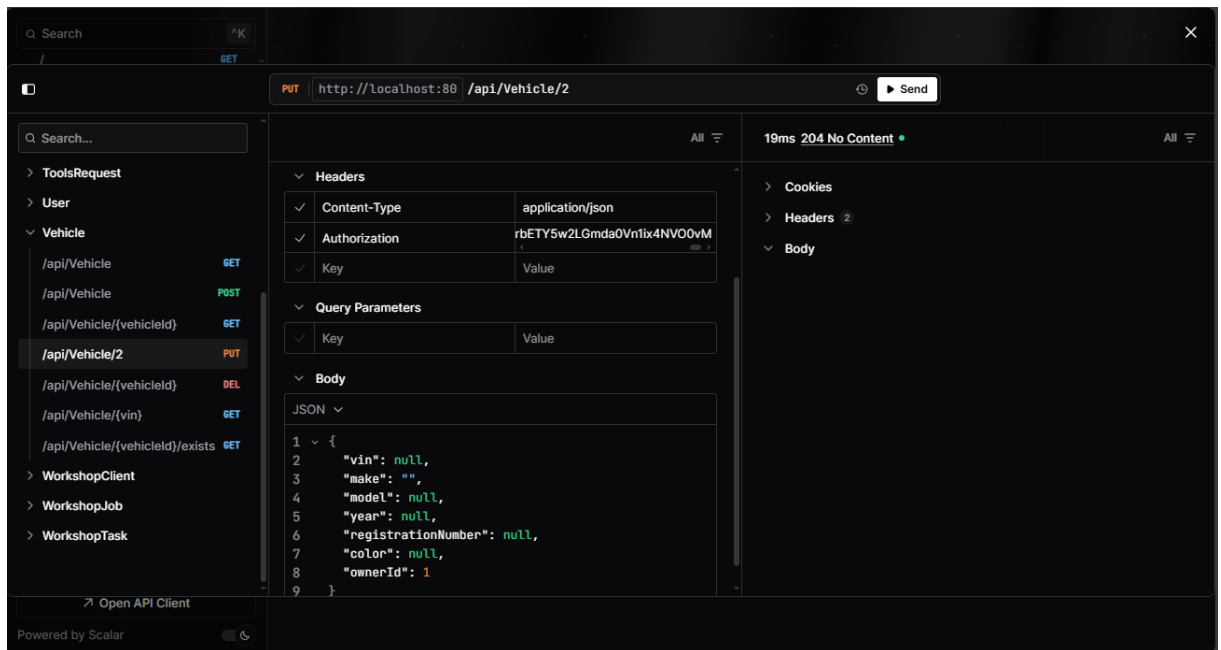 Search ^K
/ GET
PUT http://localhost:80 /api/Vehicle/2 Send
Search...
ToolsRequest
User
Vehicle
/api/Vehicle GET
/api/Vehicle POST
/api/Vehicle/{vehicleId} GET
/api/Vehicle/2 PUT
/api/Vehicle/{vehicleId} DEL
/api/Vehicle/{vin} GET
/api/Vehicle/{vehicleId}/exists GET
WorkshopClient
WorkshopJob
WorkshopTask
Open API Client
Powered by Scalar
All
Headers
Content-Type application/json
Authorization rbETY5w2LGmda0Vn1ix4NVO0vM
Key Value
Query Parameters
Key Value
Body
JSON
1 {
2 "vin": null,
3 "make": "",
4 "model": null,
5 "year": null,
6 "registrationNumber": null,
7 "color": null,
8 "ownerId": 1
9 }
19ms 204 No Content All
Cookies
Headers 2
Body